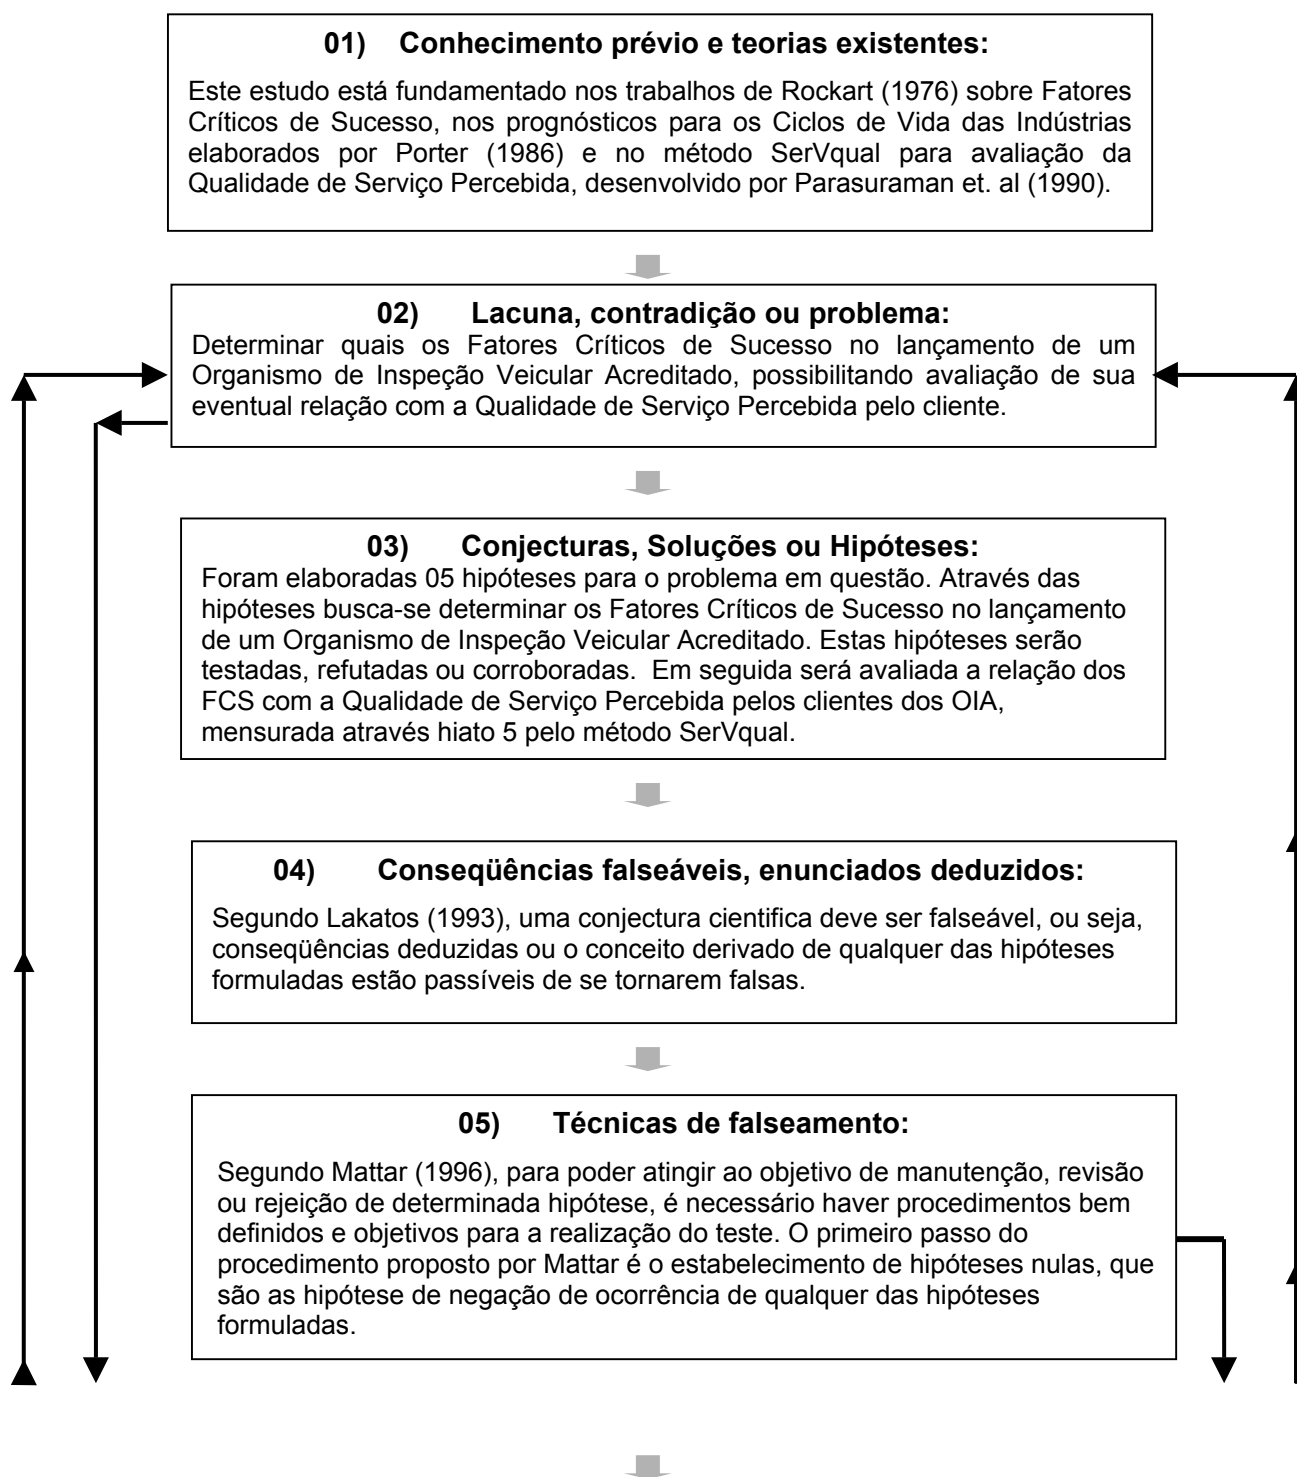 01) Conhecimento prévio e teorias existentes:
Este estudo está fundamentado nos trabalhos de Rockart (1976) sobre Fatores
Críticos de Sucesso, nos prognósticos para os Ciclos de Vida das Indústrias
elaborados por Porter (1986) e no método SerVqual para avaliação da
Qualidade de Serviço Percebida, desenvolvido por Parasuraman et. al (1990).
02) Lacuna, contradição ou problema:
Determinar quais os Fatores Críticos de Sucesso no lançamento de um
Organismo de Inspeção Veicular Acreditado, possibilitando avaliação de sua
eventual relação com a Qualidade de Serviço Percebida pelo cliente.
03) Conjecturas, Soluções ou Hipóteses:
Foram elaboradas 05 hipóteses para o problema em questão. Através das
hipóteses busca-se determinar os Fatores Críticos de Sucesso no lançamento
de um Organismo de Inspeção Veicular Acreditado. Estas hipóteses serão
testadas, refutadas ou corroboradas. Em seguida será avaliada a relação dos
FCS com a Qualidade de Serviço Percebida pelos clientes dos OIA,
mensurada através hiato 5 pelo método SerVqual.
04) Conseqüências falseáveis, enunciados deduzidos:
Segundo Lakatos (1993), uma conjectura cientifica deve ser falseável, ou seja,
conseqüências deduzidas ou o conceito derivado de qualquer das hipóteses
formuladas estão passíveis de se tornarem falsas.
05) Técnicas de falseamento:
Segundo Mattar (1996), para poder atingir ao objetivo de manutenção, revisão
ou rejeição de determinada hipótese, é necessário haver procedimentos bem
definidos e objetivos para a realização do teste. O primeiro passo do
procedimento proposto por Mattar é o estabelecimento de hipóteses nulas, que
são as hipótese de negação de ocorrência de qualquer das hipóteses
formuladas.